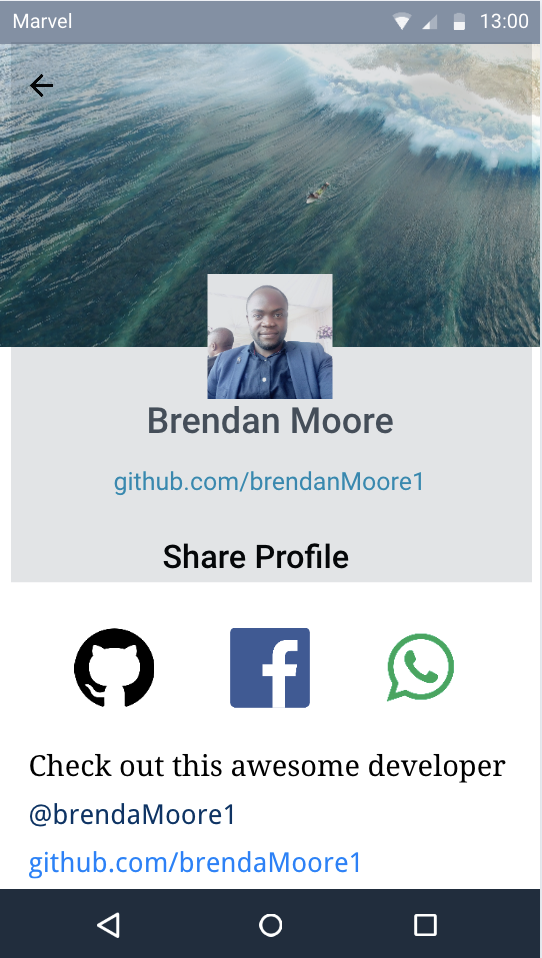 Marvel 13:00
Brendan Moore
github.com/brendanMoore1
Share Profile
Check out this awesome developer
@brendaMoore1
github.com/brendaMoore1